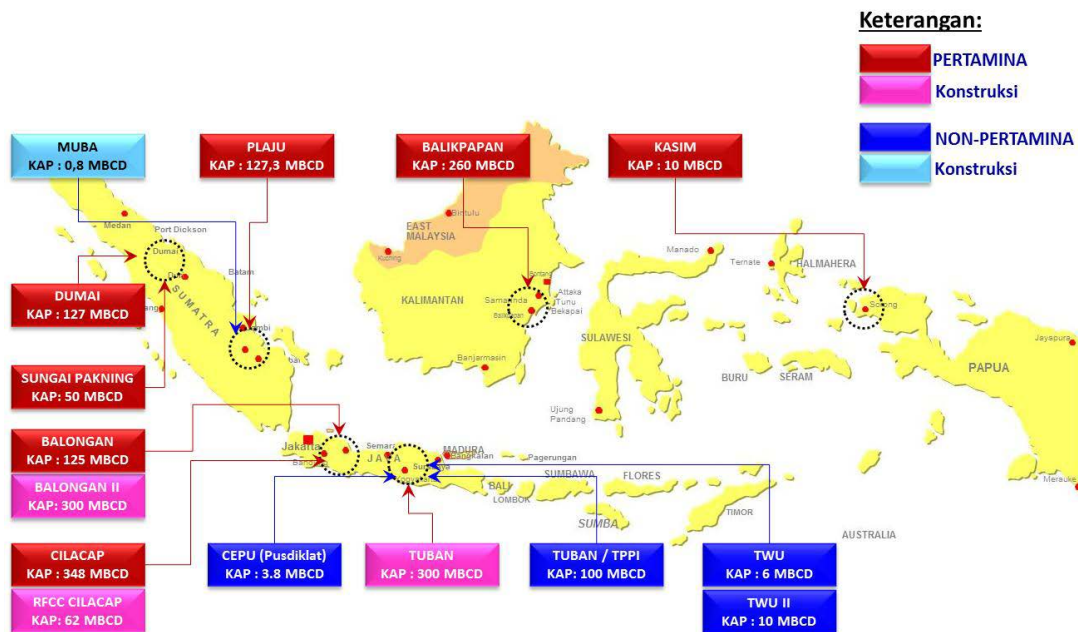 Keterangan:
PERTAMINA
Konstruksi
NON-PERTAMINA
Konstruksi
MUBA
KAP : 0,8 MBCD
PLAJU
KAP : 127,3 MBCD
BALIKPAPAN
KAP : 260 MBCD
KASIM
KAP : 10 MBCD
DUMAI
KAP : 127 MBCD
SUNGAI PAKNING
KAP: 50 MBCD
BALONGAN
KAP : 125 MBCD
BALONGAN II
KAP: 300 MBCD
CILACAP
KAP : 348 MBCD
RFCC CILACAP
KAP: 62 MBCD
CEPU (Pusdiklat)
KAP : 3.8 MBCD
TUBAN
KAP : 300 MBCD
TUBAN / TPPI
KAP: 100 MBCD
TWU
KAP : 6 MBCD
TWU II
KAP : 10 MBCD
Medan
Port Diokson
Dumai
Batam
SUMATRA
Bintulu
EAST
MALAYSIA
Kuching
KALIMANTAN
Bontang
Samarinda
Attaka
Tunu
Bekapai
Balikpapan
Banjarmasin
Manado
Ternate
HALMAHERA
Sorong
SULAWESI
BURU
SERAM
PAPUA
Jayapura
Ujung
Pandang
Jakarta
JAVA
MADURA
Pagerungan
BALI
LOMBOK
SUMBAWA
FLORES
SUMBA
TIMOR
AUSTRALIA
Merauke